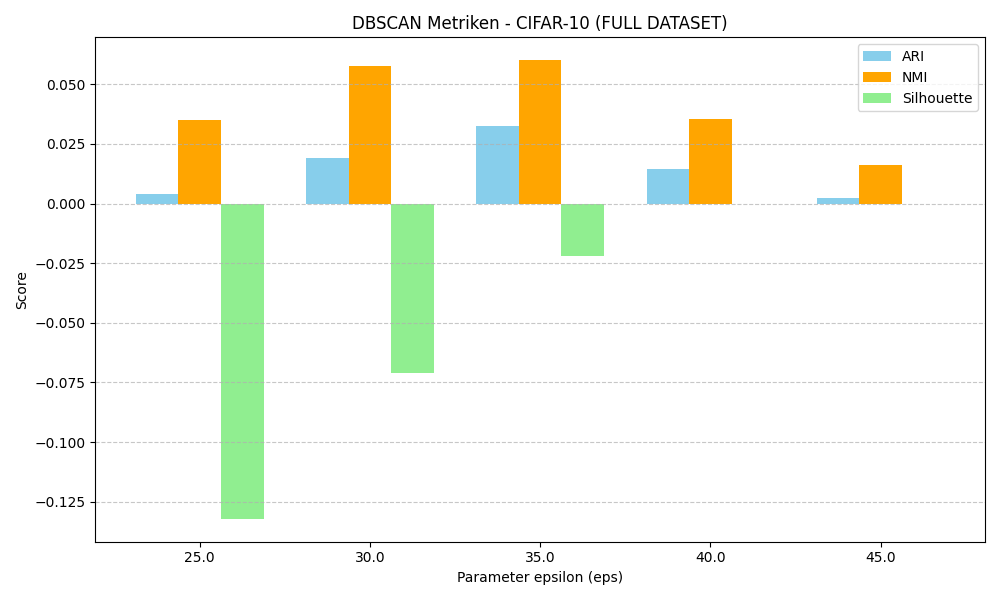 DBSCAN Metriken - CIFAR-10 (FULL DATASET)
ARI
NMI
Silhouette
0.050
0.025
0.000
−0.025
−0.050
−0.075
−0.100
−0.125
Score
25.0 30.0 35.0 40.0 45.0
Parameter epsilon (eps)